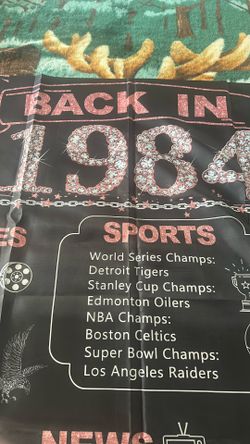 BACK IN
1984
ES
SPORTS
World Series Champs:
Detroit Tigers
Stanley Cup Champs:
Edmonton Oilers
NBA Champs:
Boston Celtics
Super Bowl Champs:
Los Angeles Raiders
NEWS